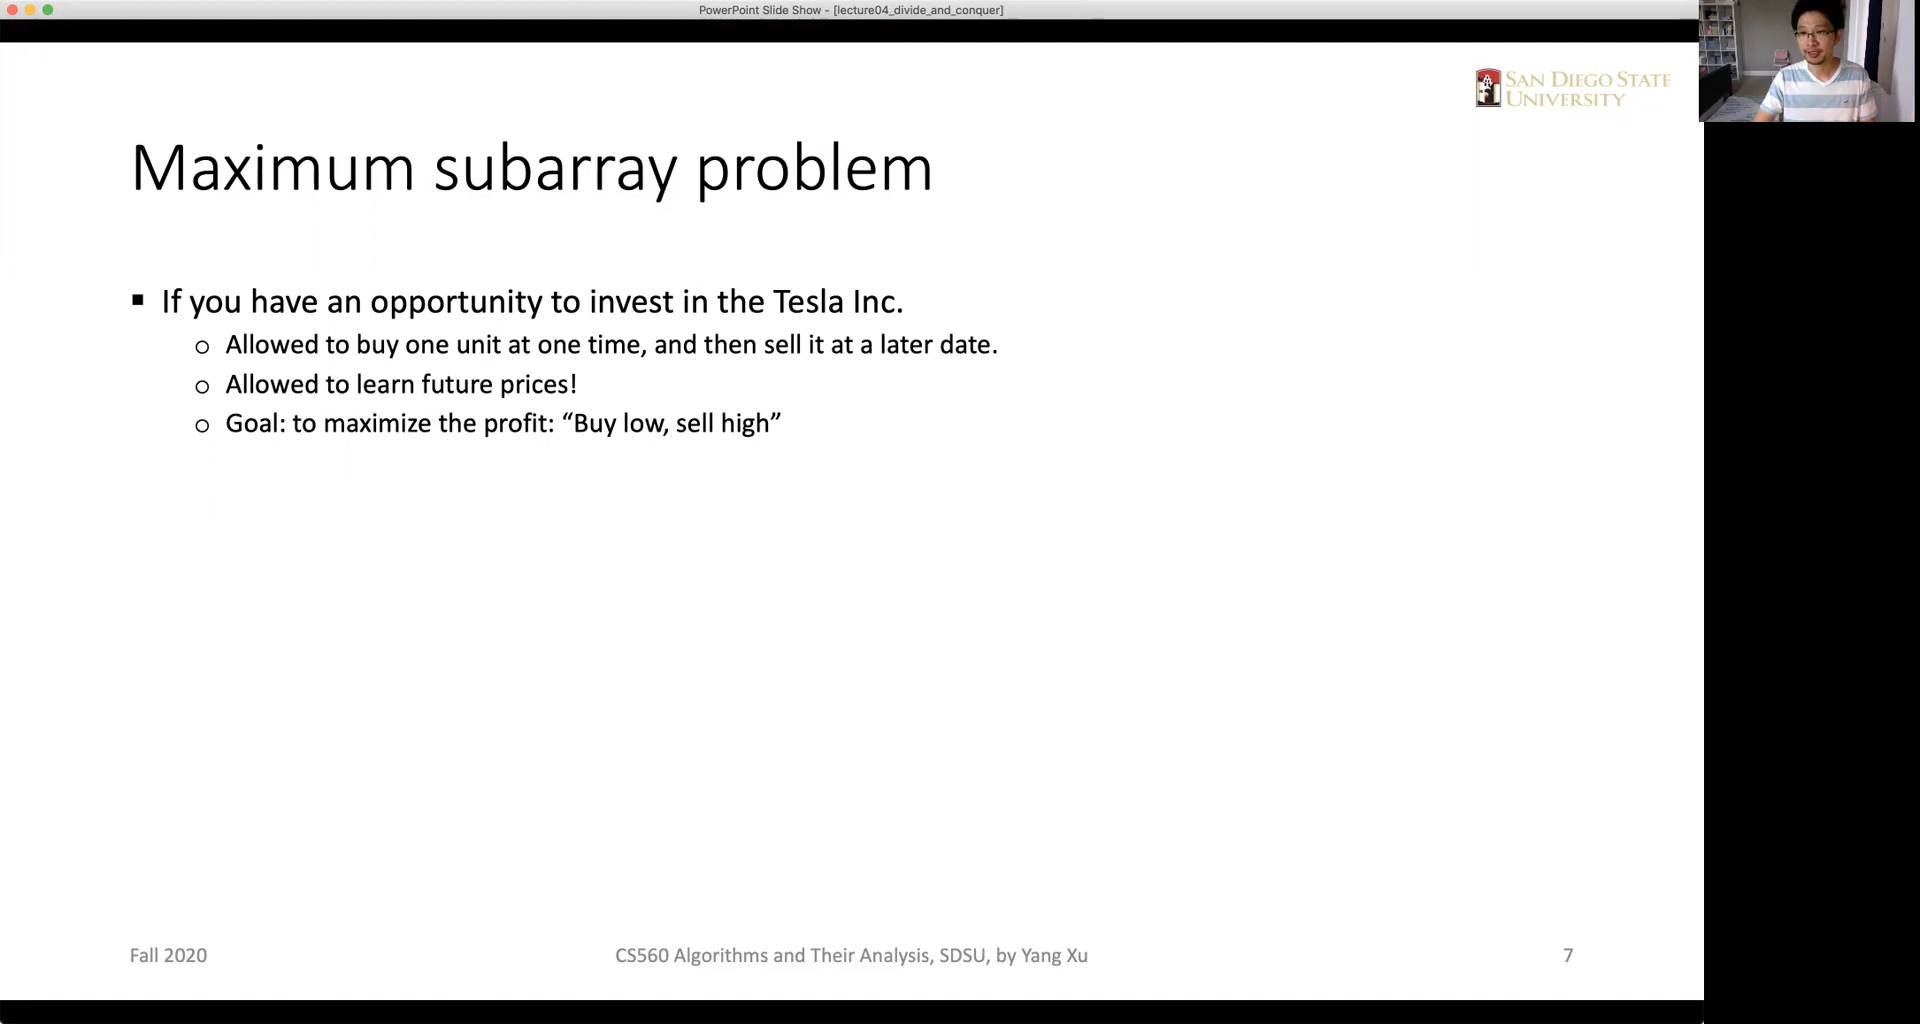 PowerPoint Slide Show - [lecture04_divide_and_conquer]
SAN DIEGO STATE
UNIVERSITY
Maximum subarray problem
▪ If you have an opportunity to invest in the Tesla Inc.
o Allowed to buy one unit at one time, and then sell it at a later date.
o Allowed to learn future prices!
o Goal: to maximize the profit: “Buy low, sell high”
Fall 2020
CS560 Algorithms and Their Analysis, SDSU, by Yang Xu
7